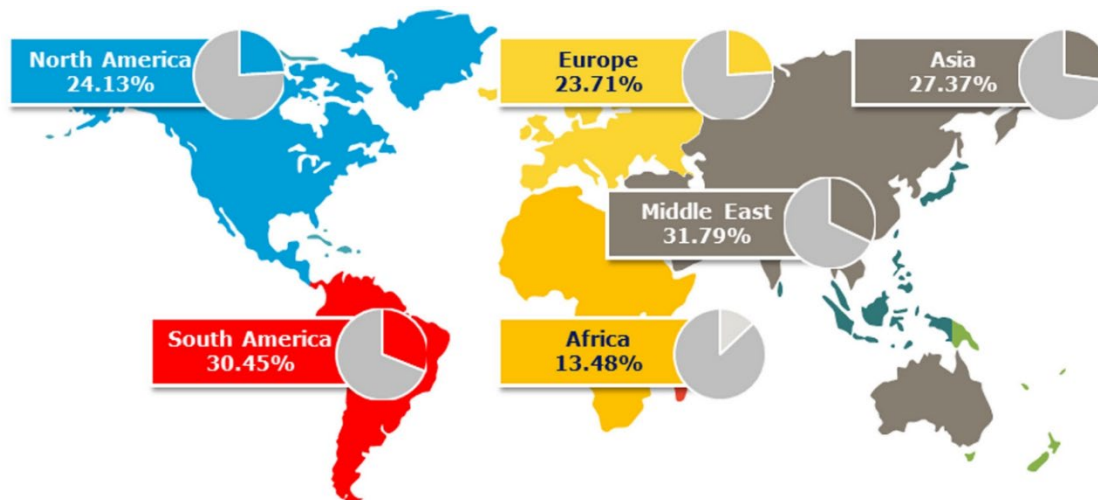 North America
24.13%
Europe
23.71%
Asia
27.37%
Middle East
31.79%
South America
30.45%
Africa
13.48%